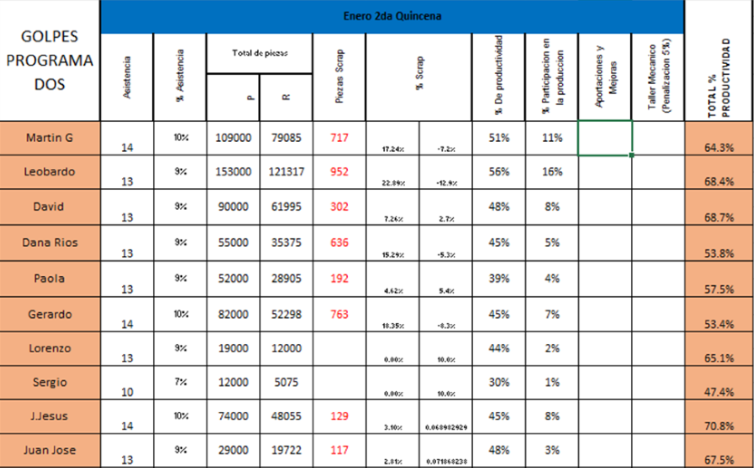 Enero 2da Quincena
GOLPES PROGRAMA DOS
Asistencia
% Asistencia
Total de piezas
P
R
Piezas Scrap
% Scrap
% De productividad
% Participacion en la produccion
Aportaciones y Mejoras
Taller Mecanico (Penalizacion 5%)
TOTAL % PRODUCTIVIDAD
Martin G 14 10% 109000 79085 717 17.24% -7.2% 51% 11% 64.3%
Leobardo 13 9% 153000 121317 952 22.89% -12.9% 56% 16% 68.4%
David 13 9% 90000 61995 302 7.26% 2.7% 48% 8% 68.7%
Dana Rios 13 9% 55000 35375 636 15.29% -5.3% 45% 5% 53.8%
Paola 13 9% 52000 28905 192 4.62% 5.4% 39% 4% 57.5%
Gerardo 14 10% 82000 52298 763 18.35% -8.3% 45% 7% 53.4%
Lorenzo 13 9% 19000 12000 0.00% 10.0% 44% 2% 65.1%
Sergio 10 7% 12000 5075 0.00% 10.0% 30% 1% 47.4%
J.Jesus 14 10% 74000 48055 129 3.10% 0.068982929 45% 8% 70.8%
Juan Jose 13 9% 29000 19722 117 2.81% 0.071868238 48% 3% 67.5%